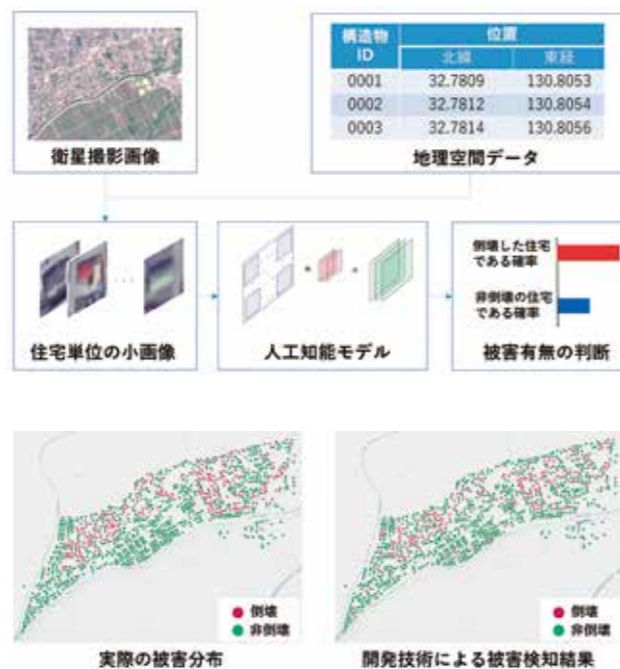 構造物
ID
位置
北緯
東経
0001
32.7809
130.8053
0002
32.7812
130.8054
0003
32.7814
130.8056
衛星撮影画像
地理空間データ
倒壊した住宅
である確率
非倒壊の住宅
である確率
住宅単位の小画像
人工知能モデル
被害有無の判断
倒壊
非倒壊
倒壊
非倒壊
実際の被害分布
開発技術による被害検知結果